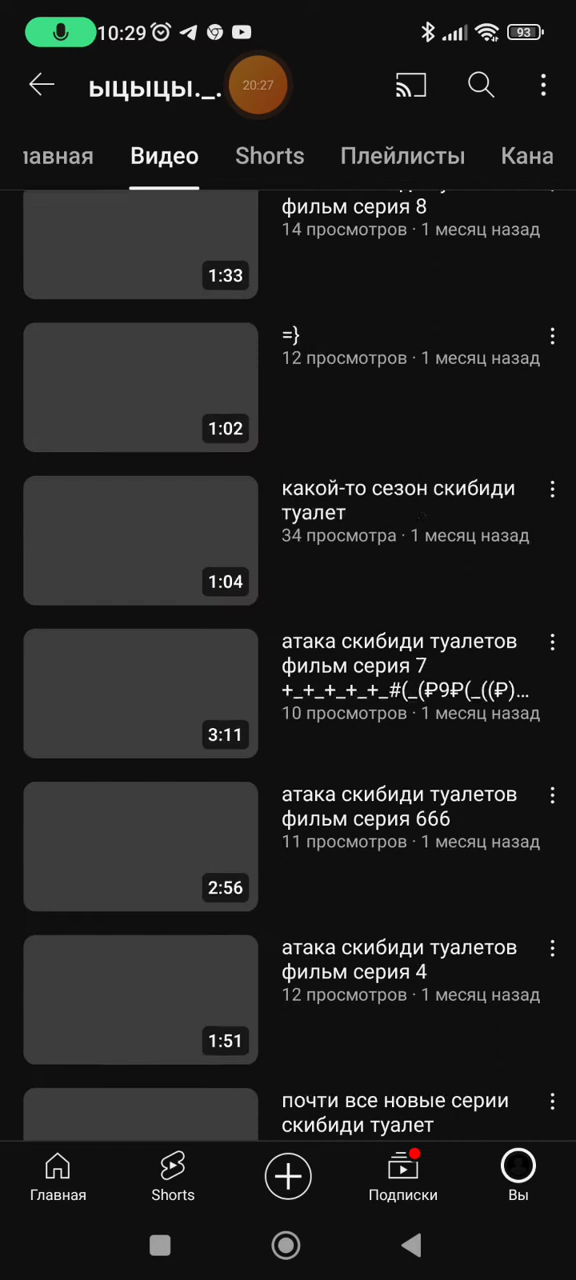 10:29
93
ыцыцы._.
20:27
лавная Видео Shorts Плейлисты Кана
фильм серия 8
14 просмотров · 1 месяц назад
1:33
=}
12 просмотров · 1 месяц назад
1:02
какой-то сезон скибиди
туалет
34 просмотра · 1 месяц назад
1:04
атака скибиди туалетов
фильм серия 7
+_+_+_+_+_#(_(₽9₽(_((₽)...
10 просмотров · 1 месяц назад
3:11
атака скибиди туалетов
фильм серия 666
11 просмотров · 1 месяц назад
2:56
атака скибиди туалетов
фильм серия 4
12 просмотров · 1 месяц назад
1:51
почти все новые серии
скибиди туалет
Главная Shorts Подписки Вы